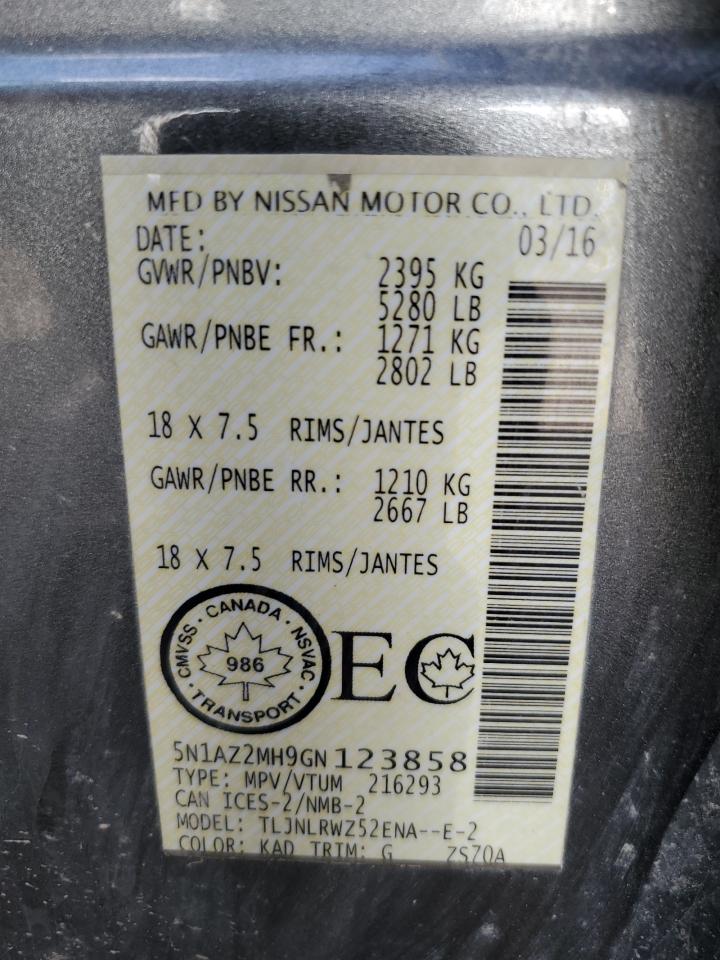 MFD BY NISSAN MOTOR CO., LTD.
DATE: 03/16
GVWR/PNBV: 2395 KG
5280 LB
GAWR/PNBE FR.: 1271 KG
2802 LB
18 X 7.5 RIMS/JANTES
GAWR/PNBE RR.: 1210 KG
2667 LB
18 X 7.5 RIMS/JANTES
CMVSS · CANADA · NSVAC · TRANSPORT ·
986
EC
5N1AZ2MH9GN123858
TYPE: MPV/VTUM 216293
CAN ICES-2/NMB-2
MODEL: TLJNLRWZ52ENA--E-2
COLOR: KAD TRIM: G